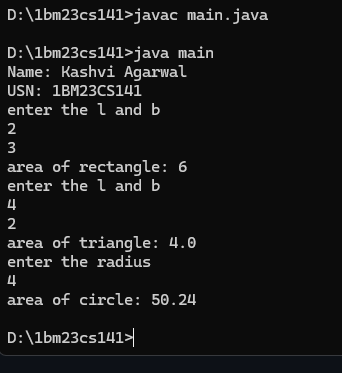 D:\1bm23cs141>javac main.java
D:\1bm23cs141>java main
Name: Kashvi Agarwal
USN: 1BM23CS141
enter the l and b
2
3
area of rectangle: 6
enter the l and b
4
2
area of triangle: 4.0
enter the radius
4
area of circle: 50.24
D:\1bm23cs141>